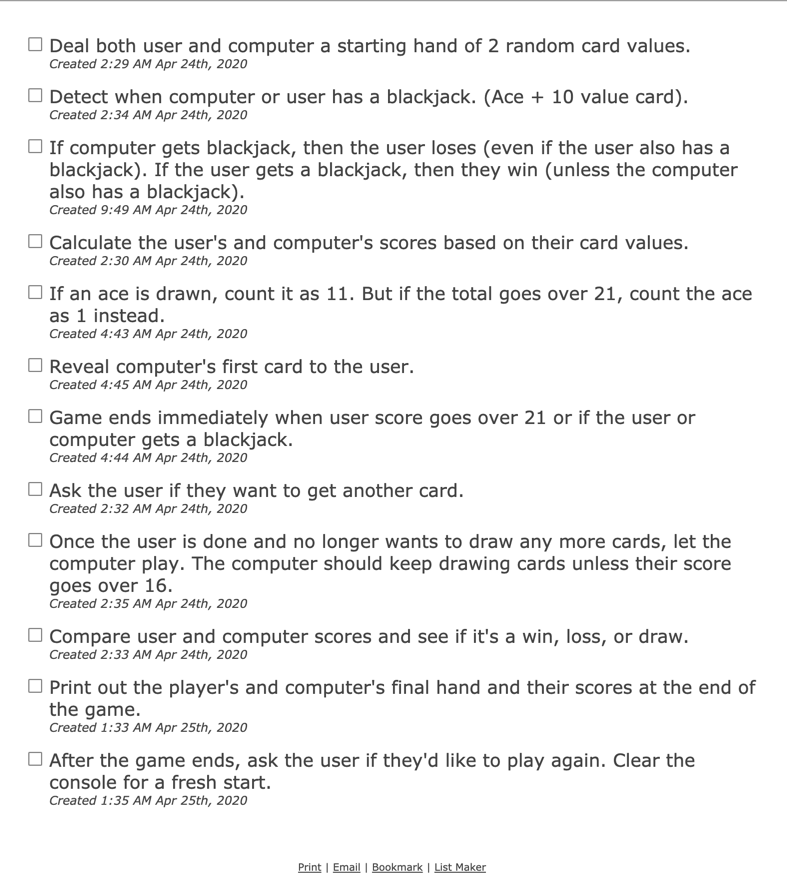 Deal both user and computer a starting hand of 2 random card values.
Created 2:29 AM Apr 24th, 2020
Detect when computer or user has a blackjack. (Ace + 10 value card).
Created 2:34 AM Apr 24th, 2020
If computer gets blackjack, then the user loses (even if the user also has a
blackjack). If the user gets a blackjack, then they win (unless the computer
also has a blackjack).
Created 9:49 AM Apr 24th, 2020
Calculate the user's and computer's scores based on their card values.
Created 2:30 AM Apr 24th, 2020
If an ace is drawn, count it as 11. But if the total goes over 21, count the ace
as 1 instead.
Created 4:43 AM Apr 24th, 2020
Reveal computer's first card to the user.
Created 4:45 AM Apr 24th, 2020
Game ends immediately when user score goes over 21 or if the user or
computer gets a blackjack.
Created 4:44 AM Apr 24th, 2020
Ask the user if they want to get another card.
Created 2:32 AM Apr 24th, 2020
Once the user is done and no longer wants to draw any more cards, let the
computer play. The computer should keep drawing cards unless their score
goes over 16.
Created 2:35 AM Apr 24th, 2020
Compare user and computer scores and see if it's a win, loss, or draw.
Created 2:33 AM Apr 24th, 2020
Print out the player's and computer's final hand and their scores at the end of
the game.
Created 1:33 AM Apr 25th, 2020
After the game ends, ask the user if they'd like to play again. Clear the
console for a fresh start.
Created 1:35 AM Apr 25th, 2020
Print | Email | Bookmark | List Maker